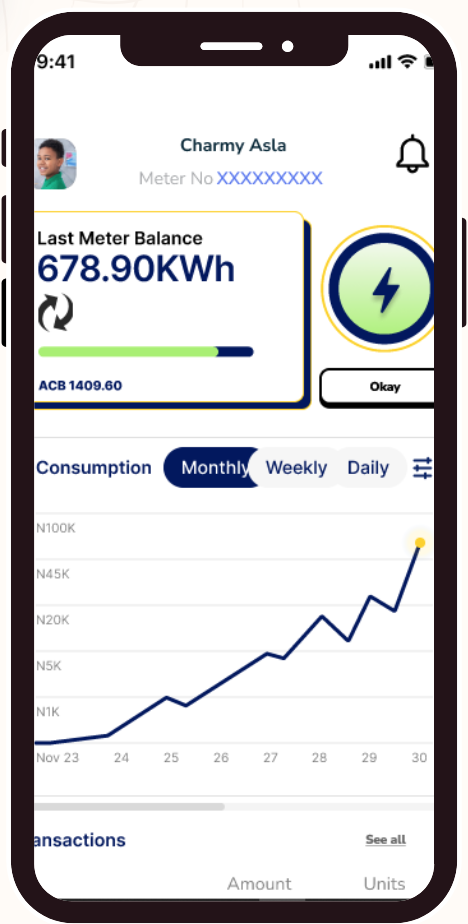 9:41
Charmy Asla
Meter No XXXXXXXXX
Last Meter Balance
678.90KWh
ACB 1409.60
Okay
Consumption Monthly Weekly Daily
N100K
N45K
N20K
N5K
N1K
Nov 23 24 25 26 27 28 29 30
ansactions See all
Amount Units